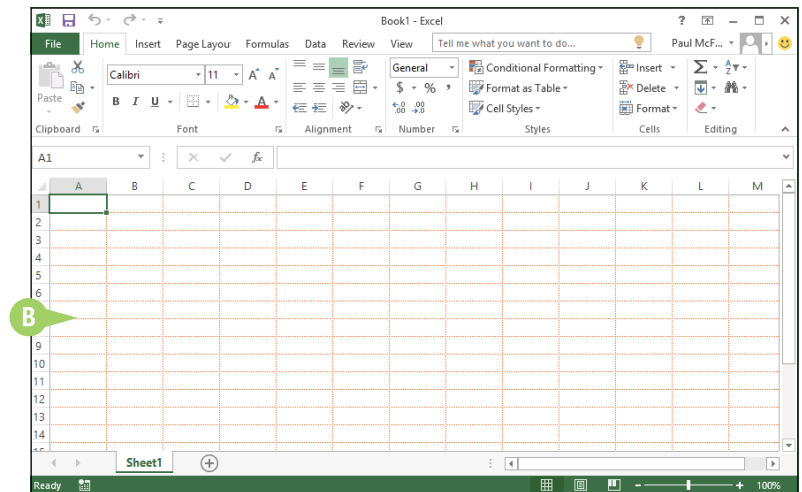 Book1 - Excel
?
File Home Insert Page Layou Formulas Data Review View Tell me what you want to do... Paul McF...
Calibri 11 A A General Conditional Formatting Insert Σ
Paste B I U A $ % , Format as Table Delete
.00 .0 Cell Styles Format
Clipboard Font Alignment Number Styles Cells Editing
A1 fx
A B C D E F G H I J K L M
1
2
3
4
5
6
B
9
10
11
12
13
14
15
Sheet1
Ready 100%